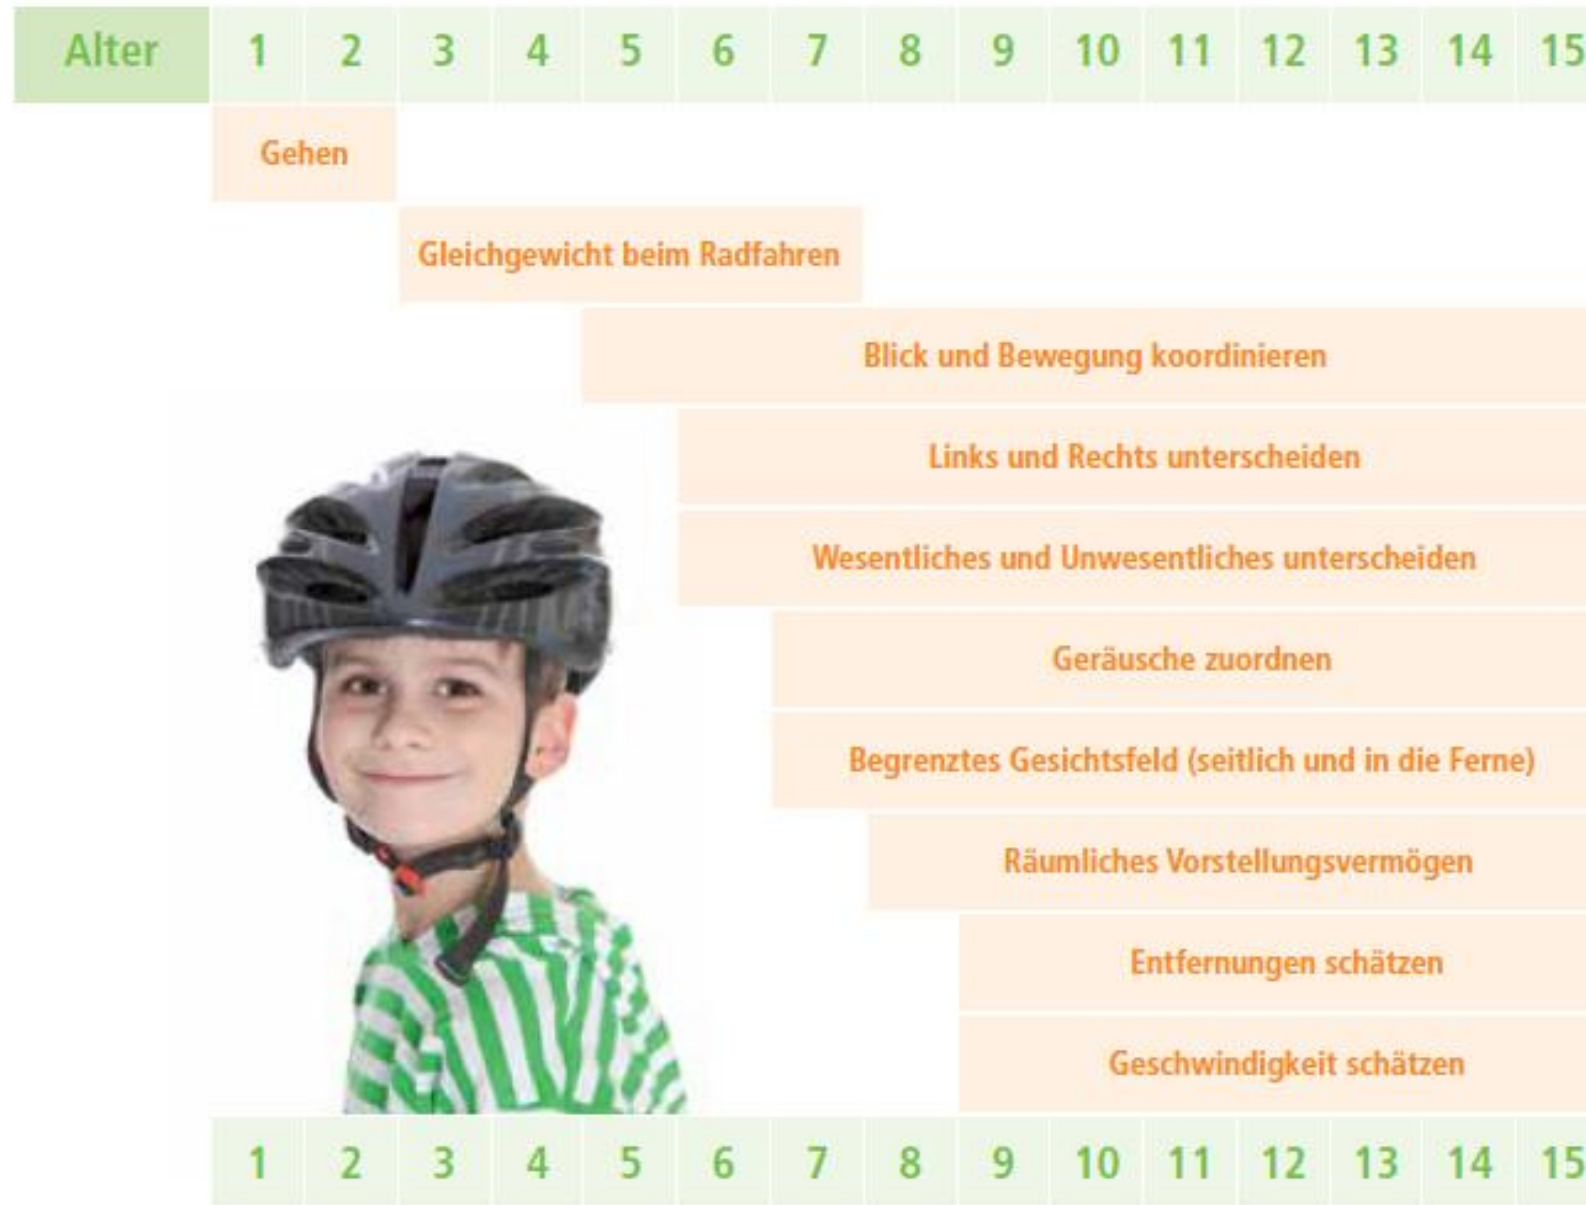 Alter 1 2 3 4 5 6 7 8 9 10 11 12 13 14 15
Gehen
Gleichgewicht beim Radfahren
Blick und Bewegung koordinieren
Links und Rechts unterscheiden
Wesentliches und Unwesentliches unterscheiden
Geräusche zuordnen
Begrenztes Gesichtsfeld (seitlich und in die Ferne)
Räumliches Vorstellungsvermögen
Entfernungen schätzen
Geschwindigkeit schätzen
1 2 3 4 5 6 7 8 9 10 11 12 13 14 15